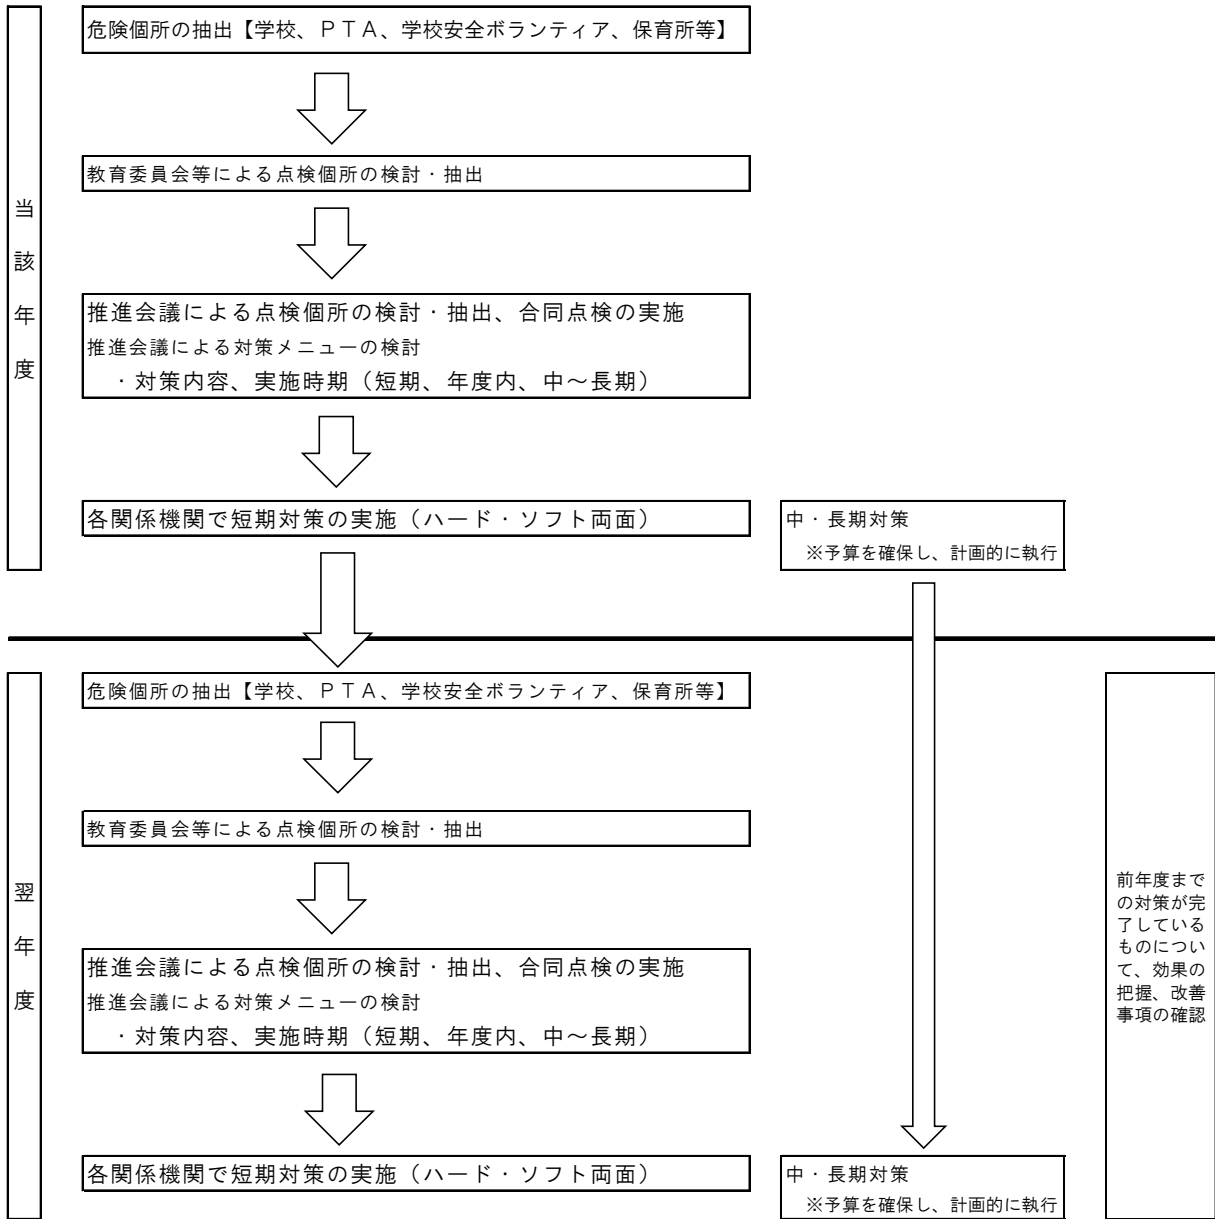 当該年度
危険個所の抽出【学校、ＰＴＡ、学校安全ボランティア、保育所等】
教育委員会等による点検個所の検討・抽出
推進会議による点検個所の検討・抽出、合同点検の実施
推進会議による対策メニューの検討
・対策内容、実施時期（短期、年度内、中～長期）
各関係機関で短期対策の実施（ハード・ソフト両面）
中・長期対策
※予算を確保し、計画的に執行
翌年度
危険個所の抽出【学校、ＰＴＡ、学校安全ボランティア、保育所等】
教育委員会等による点検個所の検討・抽出
推進会議による点検個所の検討・抽出、合同点検の実施
推進会議による対策メニューの検討
・対策内容、実施時期（短期、年度内、中～長期）
各関係機関で短期対策の実施（ハード・ソフト両面）
中・長期対策
※予算を確保し、計画的に執行
前年度まで
の対策が完
了している
ものについ
て、効果の
把握、改善
事項の確認